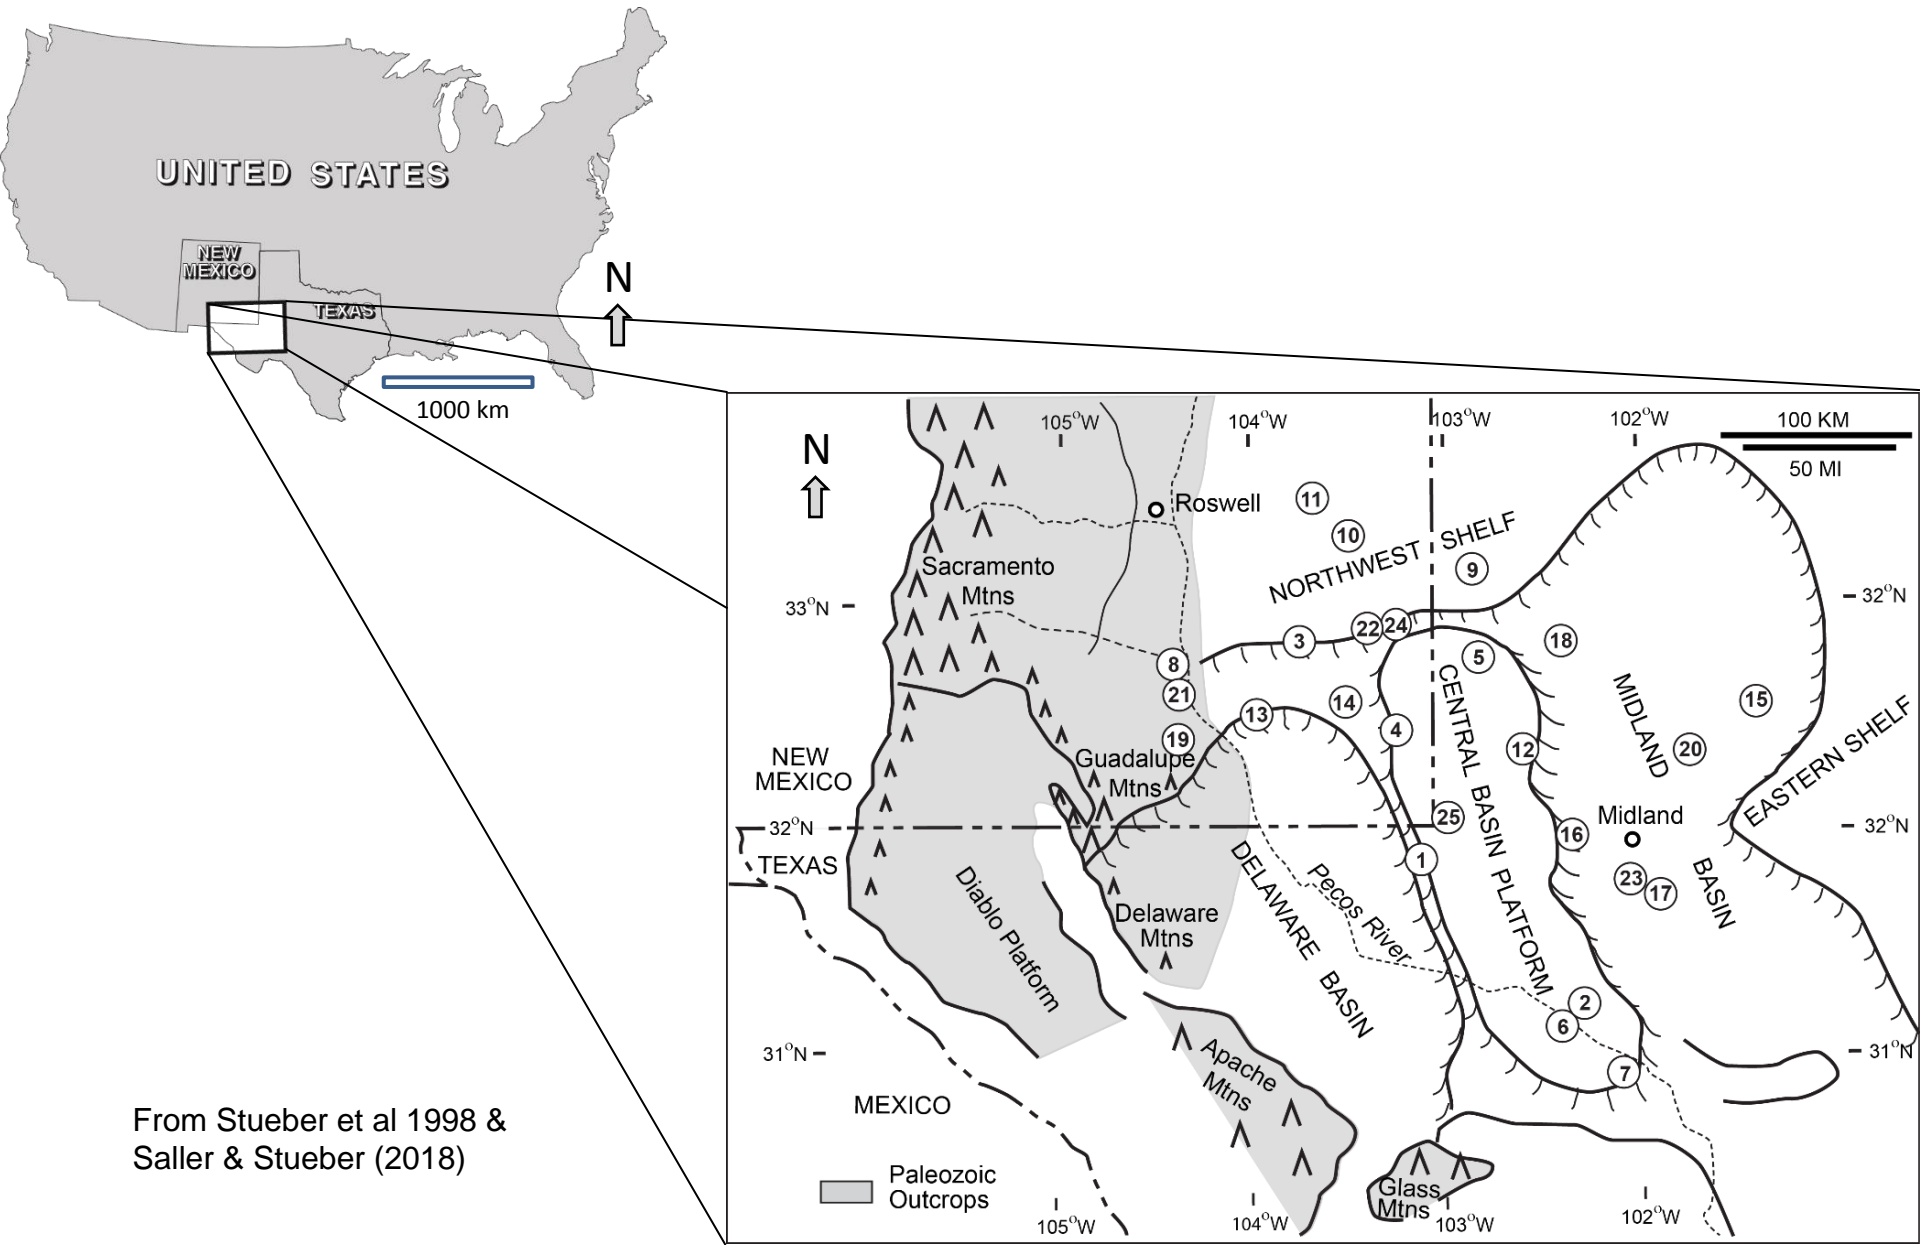 UNITED STATES
NEW
MEXICO
TEXAS
N
1000 km
N
105°W
104°W
103°W
102°W
100 KM
50 MI
Roswell
11
10
NORTHWEST SHELF
9
Sacramento
Mtns
33°N
32°N
3
22
24
18
8
5
21
13
14
4
15
19
12
20
CENTRAL BASIN PLATFORM
MIDLAND
BASIN
EASTERN SHELF
Guadalupe
Mtns
NEW
MEXICO
32°N
TEXAS
25
Midland
32°N
16
1
23
17
Diablo Platform
Delaware
Mtns
DELAWARE BASIN
Pecos River
2
6
7
31°N
31°N
Apache
Mtns
MEXICO
Glass
Mtns
Paleozoic
Outcrops
105°W
104°W
103°W
102°W
From Stueber et al 1998 &
Saller & Stueber (2018)